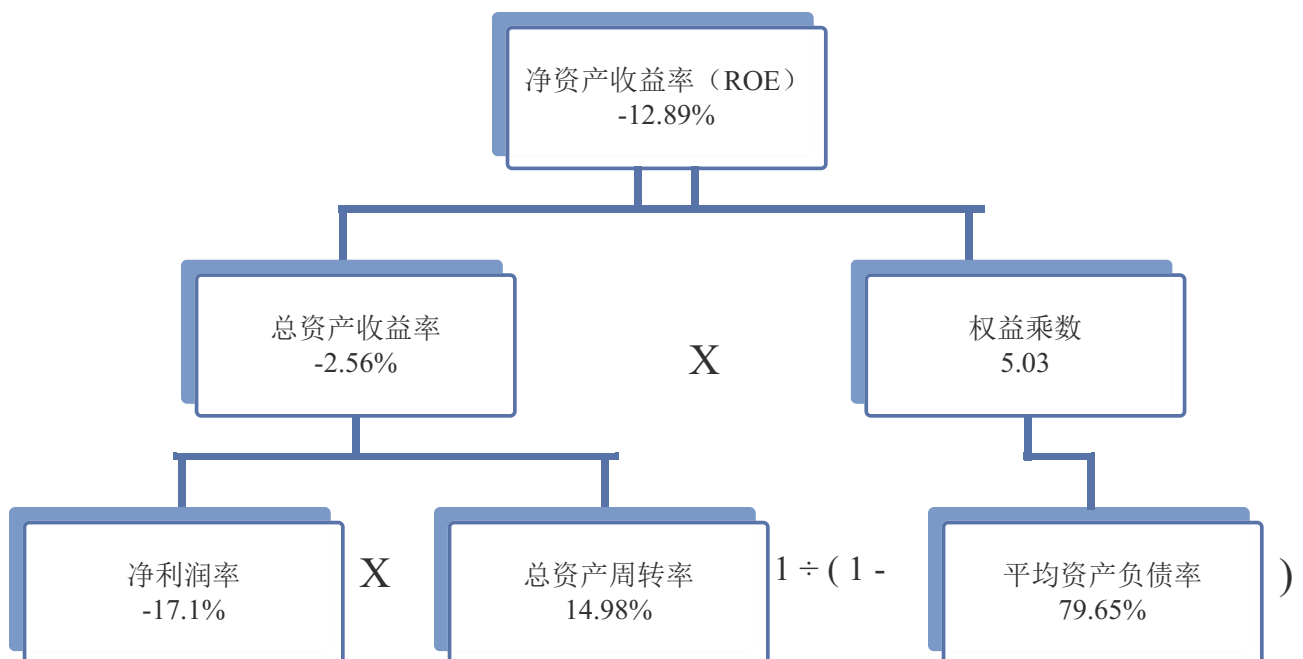 净资产收益率（ROE）
-12.89%
总资产收益率
-2.56%
X
权益乘数
5.03
净利润率
-17.1%
X
总资产周转率
14.98%
1 ÷ ( 1 -
平均资产负债率
79.65%
)